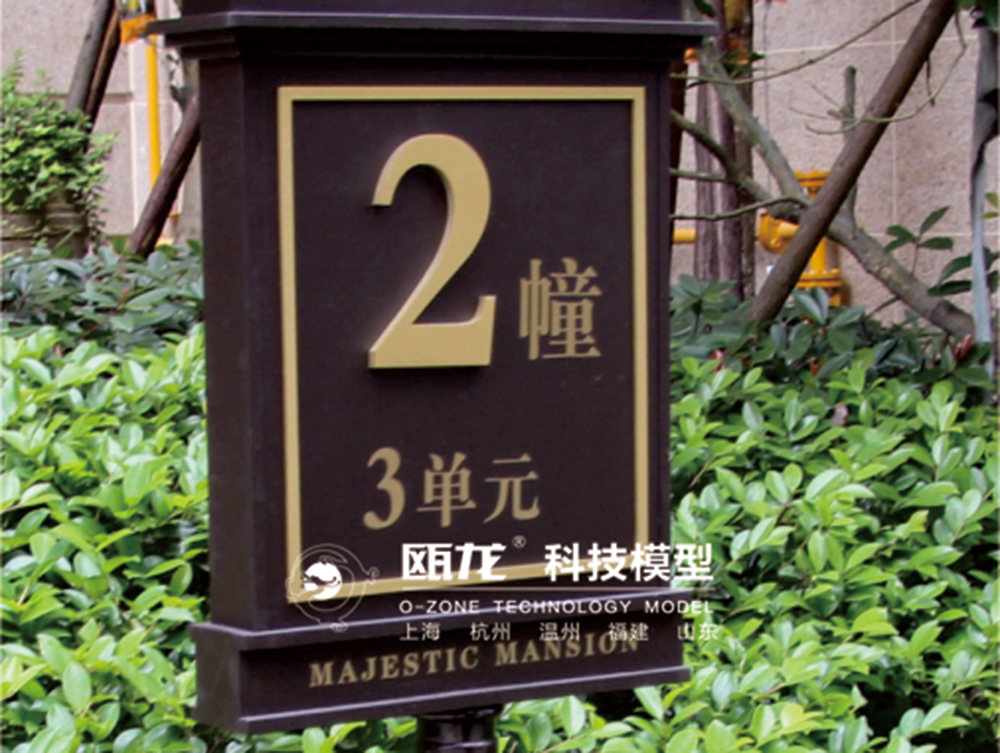 2幢
3单元
瓯龙® 科技模型
O-ZONE TECHNOLOGY MODEL
上海 杭州 温州 福建 山东
MAJESTIC MANSION